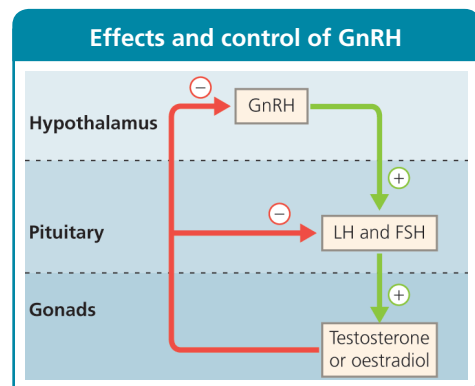 Effects and control of GnRH
−
GnRH
Hypothalamus
+
−
Pituitary
LH and FSH
+
Gonads
Testosterone
or oestradiol